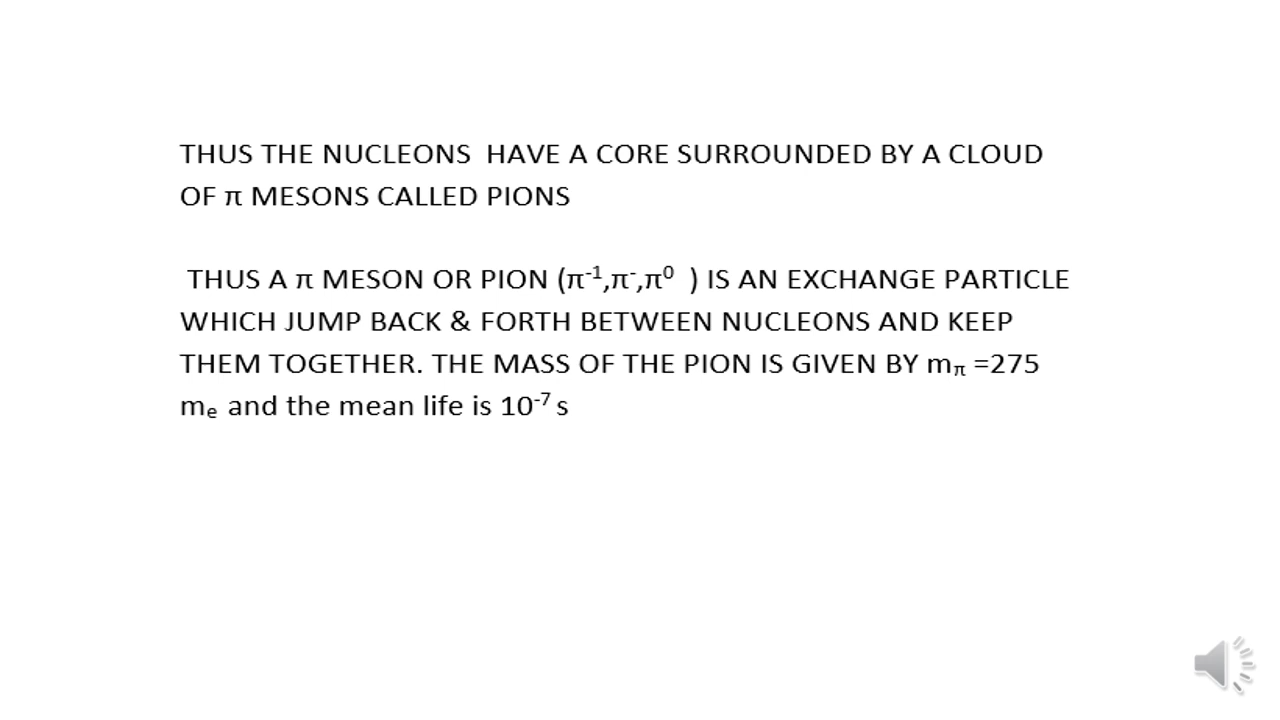 THUS THE NUCLEONS HAVE A CORE SURROUNDED BY A CLOUD
OF π MESONS CALLED PIONS
THUS A π MESON OR PION (π⁻¹,π⁻,π⁰ ) IS AN EXCHANGE PARTICLE
WHICH JUMP BACK & FORTH BETWEEN NUCLEONS AND KEEP
THEM TOGETHER. THE MASS OF THE PION IS GIVEN BY mπ =275
mₑ and the mean life is 10⁻⁷ s